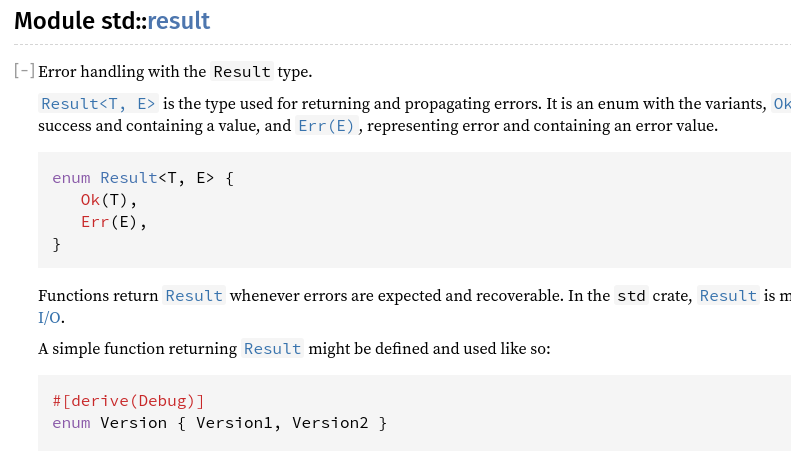 Module std::result
[-] Error handling with the Result type.
Result<T, E> is the type used for returning and propagating errors. It is an enum with the variants, Ok
success and containing a value, and Err(E), representing error and containing an error value.
enum Result<T, E> {
   Ok(T),
   Err(E),
}
Functions return Result whenever errors are expected and recoverable. In the std crate, Result is
I/O.
A simple function returning Result might be defined and used like so:
#[derive(Debug)]
enum Version { Version1, Version2 }